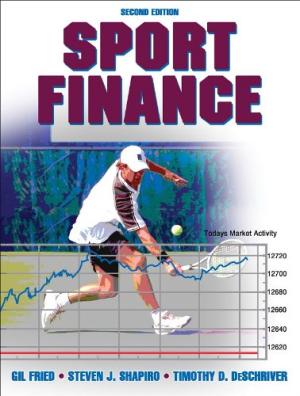 SECOND EDITION
SPORT
FINANCE
Todays Market Activity
12720
12700
12680
12660
12640
12620
GIL FRIED • STEVEN J. SHAPIRO • TIMOTHY D. DESCHRIVER